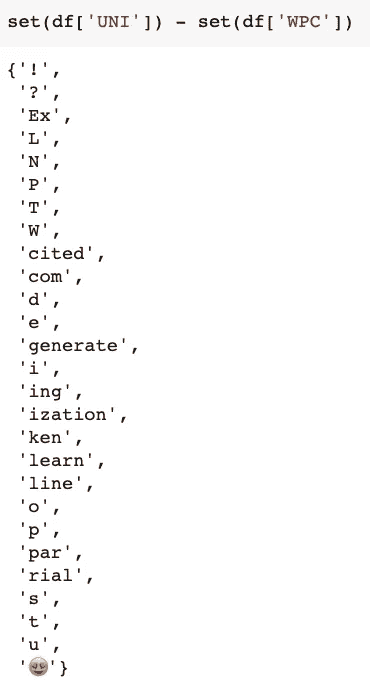 set(df['UNI']) - set(df['WPC'])
{'!',
'?',
'Ex',
'L',
'N',
'P',
'T',
'W',
'cited',
'com',
'd',
'e',
'generate',
'i',
'ing',
'ization',
'ken',
'learn',
'line',
'o',
'p',
'par',
'rial',
's',
't',
'u',
'😍'}